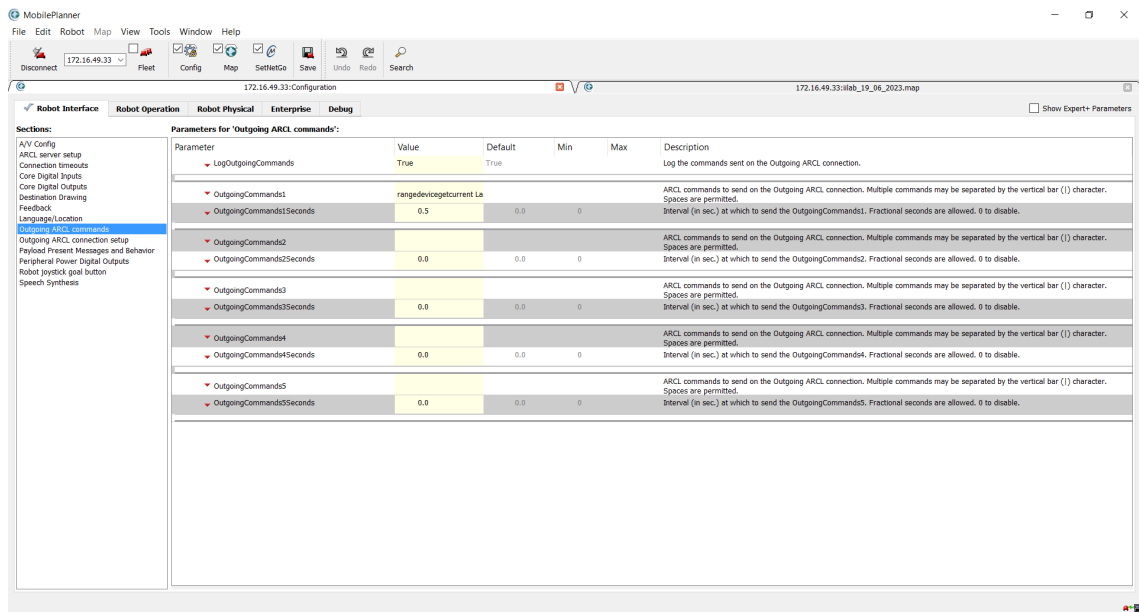 MobilePlanner
File Edit Robot Map View Tools Window Help
Disconnect 172.16.49.33 Fleet Config Map SetNetGo Save Undo Redo Search
172.16.49.33:Configuration 172.16.49.33:iilab_19_06_2023.map
Robot Interface Robot Operation Robot Physical Enterprise Debug Show Expert+ Parameters
Sections:
A/V Config
ARCL server setup
Connection timeouts
Core Digital Inputs
Core Digital Outputs
Destination Drawing
Feedback
Language/Location
Outgoing ARCL commands
Outgoing ARCL connection setup
Payload Present Messages and Behavior
Peripheral Power Digital Outputs
Robot joystick goal button
Speech Synthesis
Parameters for 'Outgoing ARCL commands':
Parameter Value Default Min Max Description
LogOutgoingCommands True True Log the commands sent on the Outgoing ARCL connection.
OutgoingCommands1 rangedevicegetcurrent La ARCL commands to send on the Outgoing ARCL connection. Multiple commands may be separated by the vertical bar (|) character.
Spaces are permitted.
OutgoingCommands1Seconds 0.5 0.0 0 Interval (in sec.) at which to send the OutgoingCommands1. Fractional seconds are allowed. 0 to disable.
OutgoingCommands2 ARCL commands to send on the Outgoing ARCL connection. Multiple commands may be separated by the vertical bar (|) character.
Spaces are permitted.
OutgoingCommands2Seconds 0.0 0.0 0 Interval (in sec.) at which to send the OutgoingCommands2. Fractional seconds are allowed. 0 to disable.
OutgoingCommands3 ARCL commands to send on the Outgoing ARCL connection. Multiple commands may be separated by the vertical bar (|) character.
Spaces are permitted.
OutgoingCommands3Seconds 0.0 0.0 0 Interval (in sec.) at which to send the OutgoingCommands3. Fractional seconds are allowed. 0 to disable.
OutgoingCommands4 ARCL commands to send on the Outgoing ARCL connection. Multiple commands may be separated by the vertical bar (|) character.
Spaces are permitted.
OutgoingCommands4Seconds 0.0 0.0 0 Interval (in sec.) at which to send the OutgoingCommands4. Fractional seconds are allowed. 0 to disable.
OutgoingCommands5 ARCL commands to send on the Outgoing ARCL connection. Multiple commands may be separated by the vertical bar (|) character.
Spaces are permitted.
OutgoingCommands5Seconds 0.0 0.0 0 Interval (in sec.) at which to send the OutgoingCommands5. Fractional seconds are allowed. 0 to disable.